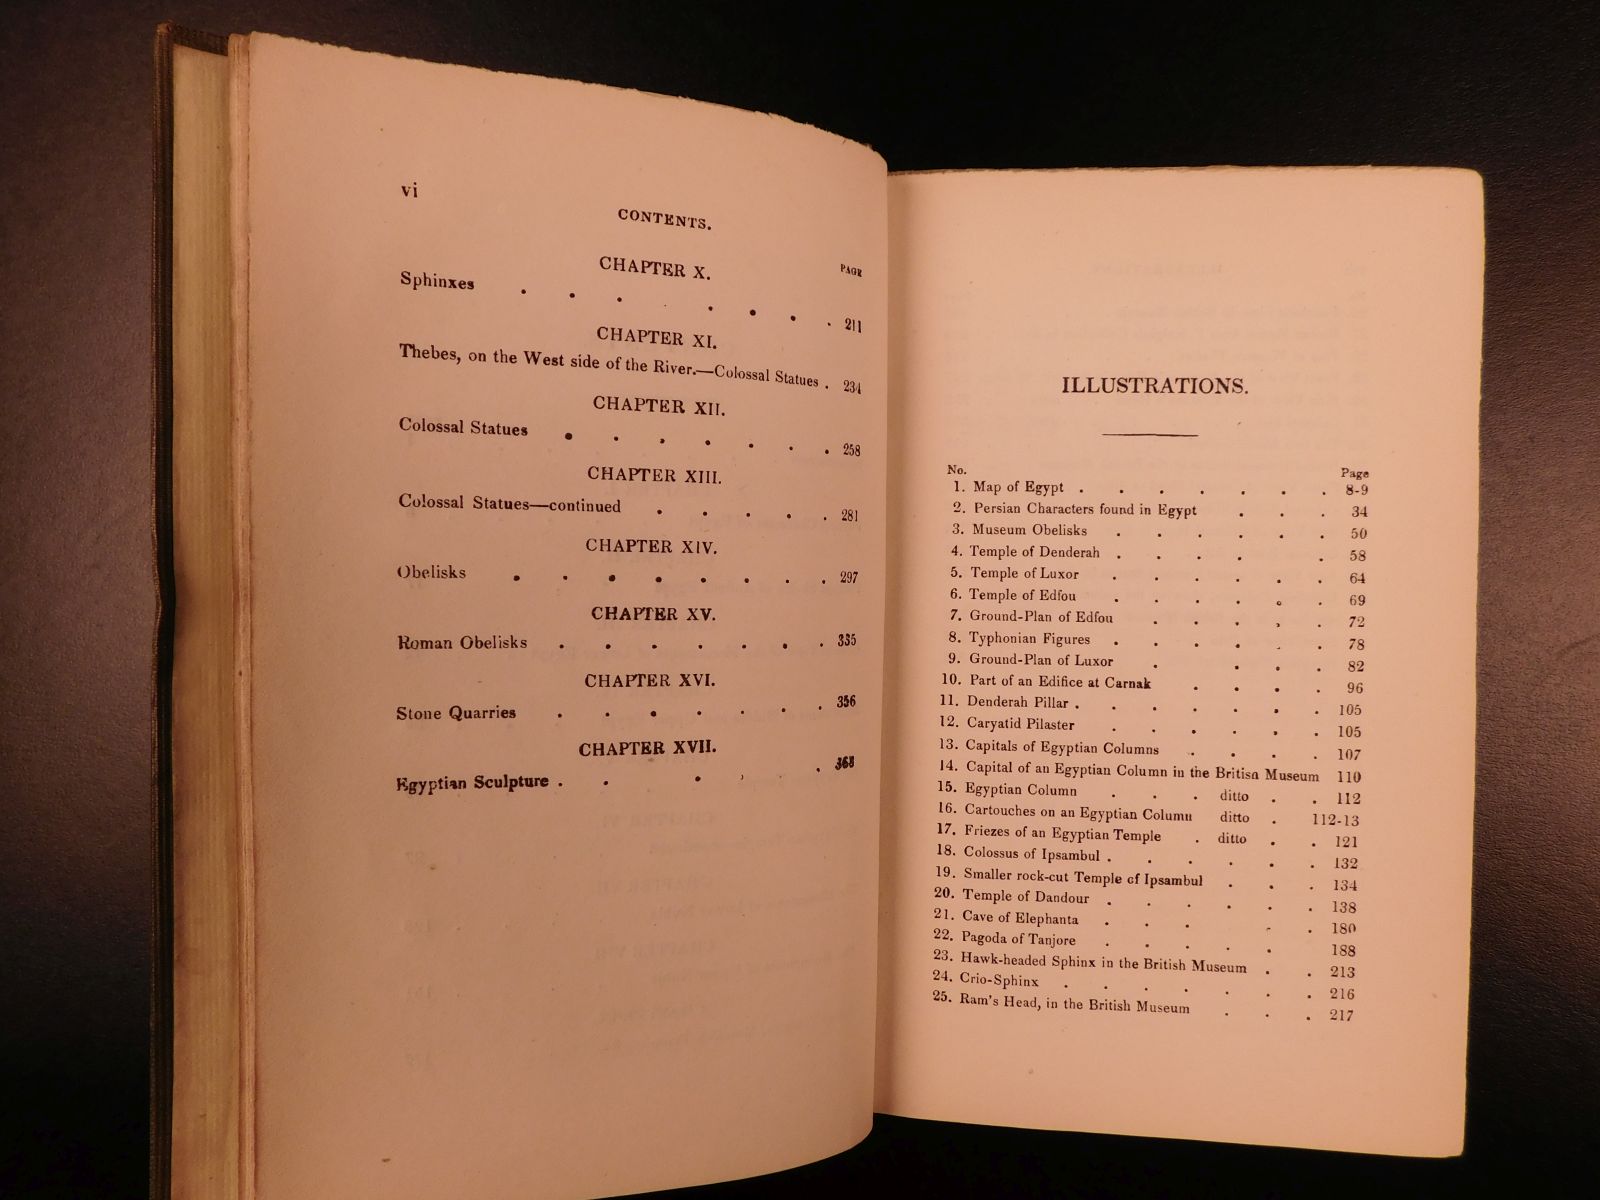 vi
CONTENTS.
CHAPTER X.
PAGE
Sphinxes . . . . . . . 211
CHAPTER XI.
Thebes, on the West side of the River.—Colossal Statues . 234
CHAPTER XII.
Colossal Statues . . . . . . . 258
CHAPTER XIII.
Colossal Statues—continued . . . . . 281
CHAPTER XIV.
Obelisks . . . . . . . . 297
CHAPTER XV.
Roman Obelisks . . . . . . . 335
CHAPTER XVI.
Stone Quarries . . . . . . . 356
CHAPTER XVII.
Egyptian Sculpture . . . . .
ILLUSTRATIONS.
No. Page
1. Map of Egypt . . . . . . . 8-9
2. Persian Characters found in Egypt . . . 34
3. Museum Obelisks . . . . . . 50
4. Temple of Denderah . . . . . 58
5. Temple of Luxor . . . . . . 64
6. Temple of Edfou . . . . . . 69
7. Ground-Plan of Edfou . . . . . 72
8. Typhonian Figures . . . . . . 78
9. Ground-Plan of Luxor . . . . 82
10. Part of an Edifice at Carnak . . . . 96
11. Denderah Pillar . . . . . . . 105
12. Caryatid Pilaster . . . . . . 105
13. Capitals of Egyptian Columns . . . . 107
14. Capital of an Egyptian Column in the British Museum 110
15. Egyptian Column . . . ditto . . 112
16. Cartouches on an Egyptian Column ditto . 112-13
17. Friezes of an Egyptian Temple . ditto . . 121
18. Colossus of Ipsambul . . . . . . 132
19. Smaller rock-cut Temple of Ipsambul . . . 134
20. Temple of Dandour . . . . . . 138
21. Cave of Elephanta . . . . . 180
22. Pagoda of Tanjore . . . . . 188
23. Hawk-headed Sphinx in the British Museum . . 213
24. Crio-Sphinx . . . . . . . 216
25. Ram's Head, in the British Museum . . . 217